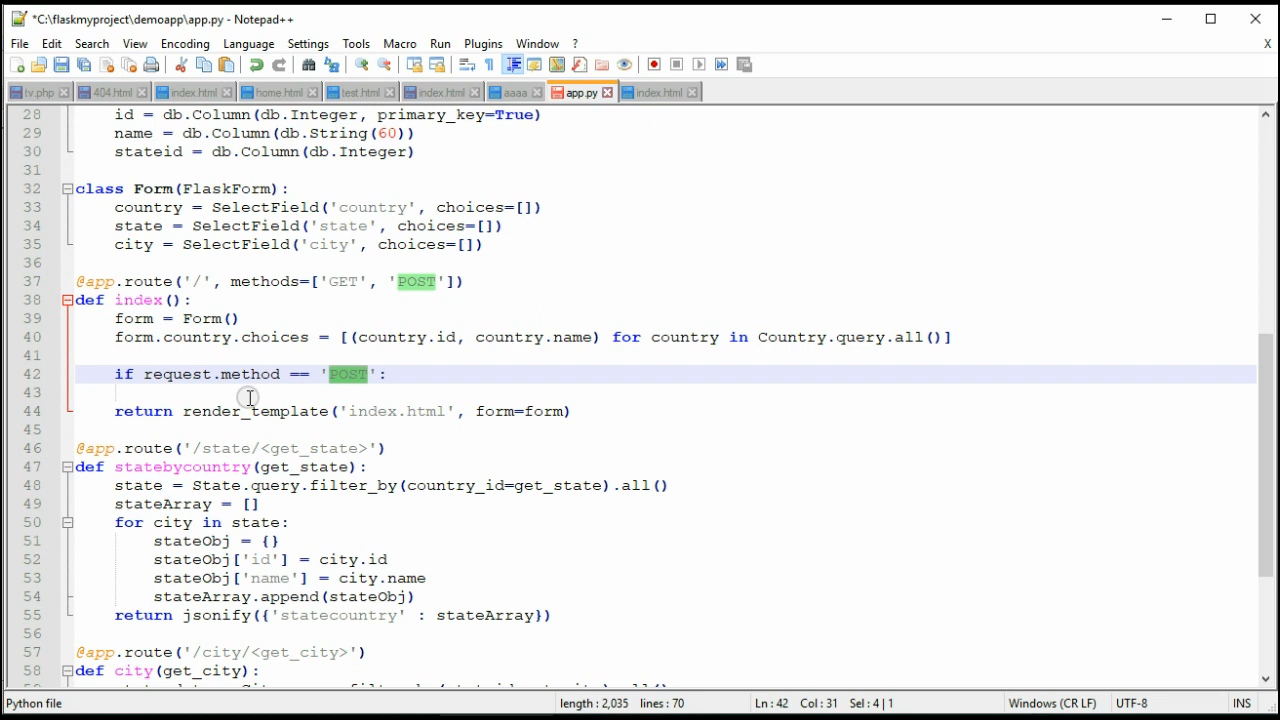 *C:\flaskmyproject\demoapp\app.py - Notepad++
File Edit Search View Encoding Language Settings Tools Macro Run Plugins Window ? X
tv.php 404.html index.html home.html test.html index.html aaaa app.py index.html
28 id = db.Column(db.Integer, primary_key=True)
29 name = db.Column(db.String(60))
30 stateid = db.Column(db.Integer)
31
32 class Form(FlaskForm):
33 country = SelectField('country', choices=[])
34 state = SelectField('state', choices=[])
35 city = SelectField('city', choices=[])
36
37 @app.route('/', methods=['GET', 'POST'])
38 def index():
39 form = Form()
40 form.country.choices = [(country.id, country.name) for country in Country.query.all()]
41
42 if request.method == 'POST':
43
44 return render_template('index.html', form=form)
45
46 @app.route('/state/<get_state>')
47 def statebycountry(get_state):
48 state = State.query.filter_by(country_id=get_state).all()
49 stateArray = []
50 for city in state:
51 stateObj = {}
52 stateObj['id'] = city.id
53 stateObj['name'] = city.name
54 stateArray.append(stateObj)
55 return jsonify({'statecountry' : stateArray})
56
57 @app.route('/city/<get_city>')
58 def city(get_city):
Python file length : 2,035 lines : 70 Ln : 42 Col : 31 Sel : 4 | 1 Windows (CR LF) UTF-8 INS